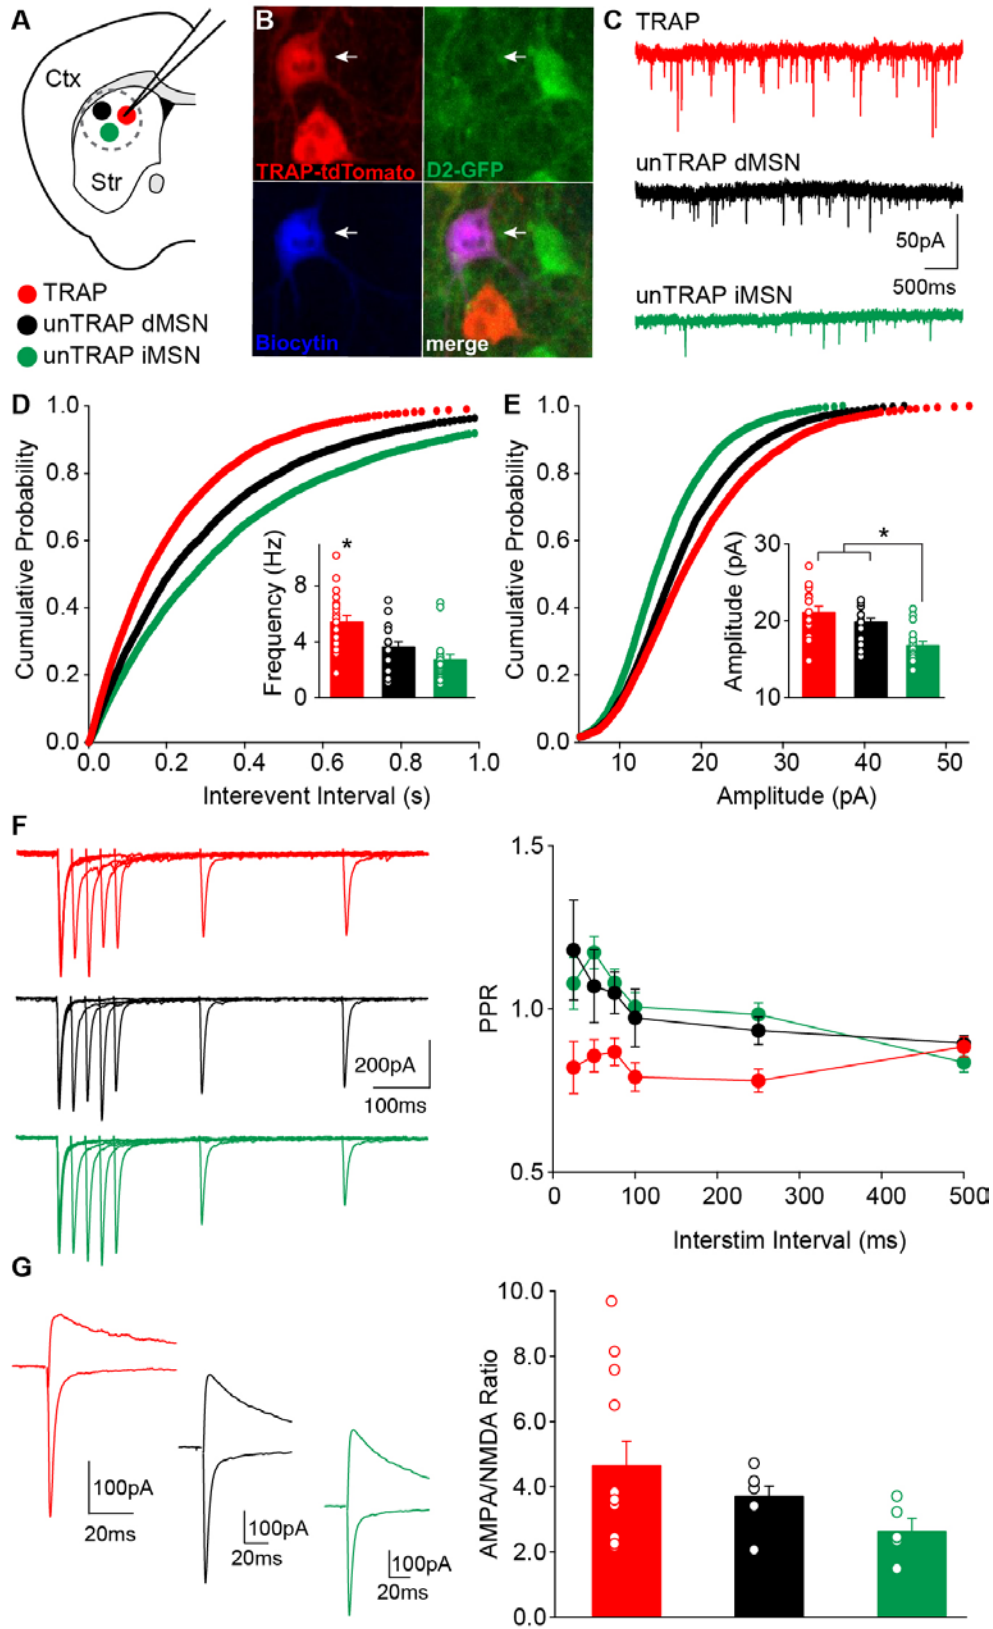 A
Ctx
Str
TRAP
unTRAP dMSN
unTRAP iMSN
B
TRAP-tdTomato
D2-GFP
Biocytin
merge
C
TRAP
unTRAP dMSN
50pA
500ms
unTRAP iMSN
D
Cumulative Probability
1.0
0.8
0.6
0.4
0.2
0.0
0.0 0.2 0.4 0.6 0.8 1.0
Interevent Interval (s)
Frequency (Hz)
8
4
0
*
E
Cumulative Probability
1.0
0.8
0.6
0.4
0.2
0.0
10 20 30 40 50
Amplitude (pA)
Amplitude (pA)
30
20
10
*
F
200pA
100ms
PPR
1.5
1.0
0.5
0 100 200 300 400 500
Interstim Interval (ms)
G
100pA
20ms
100pA
20ms
100pA
20ms
AMPA/NMDA Ratio
10.0
8.0
6.0
4.0
2.0
0.0